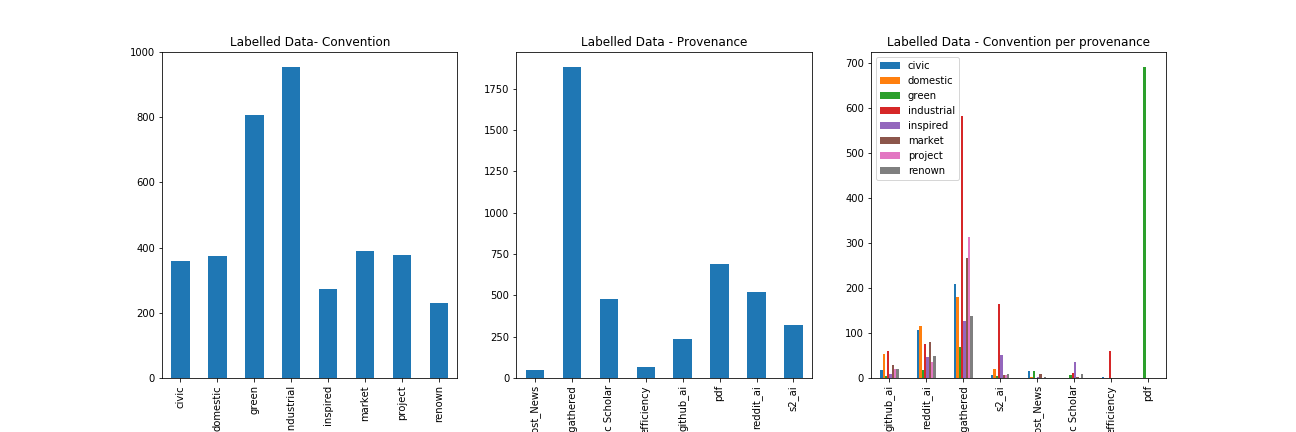 Labelled Data- Convention
1000
800
600
400
200
0
civic
domestic
green
ndustrial
inspired
market
project
renown
Labelled Data - Provenance
1750
1500
1250
1000
750
500
250
0
ost_News
gathered
c Scholar
efficiency
github_ai
pdf
reddit_ai
s2_ai
Labelled Data - Convention per provenance
700
600
500
400
300
200
100
0
civic
domestic
green
industrial
inspired
market
project
renown
github_ai
reddit_ai
gathered
s2_ai
ost_News
c Scholar
efficiency
pdf